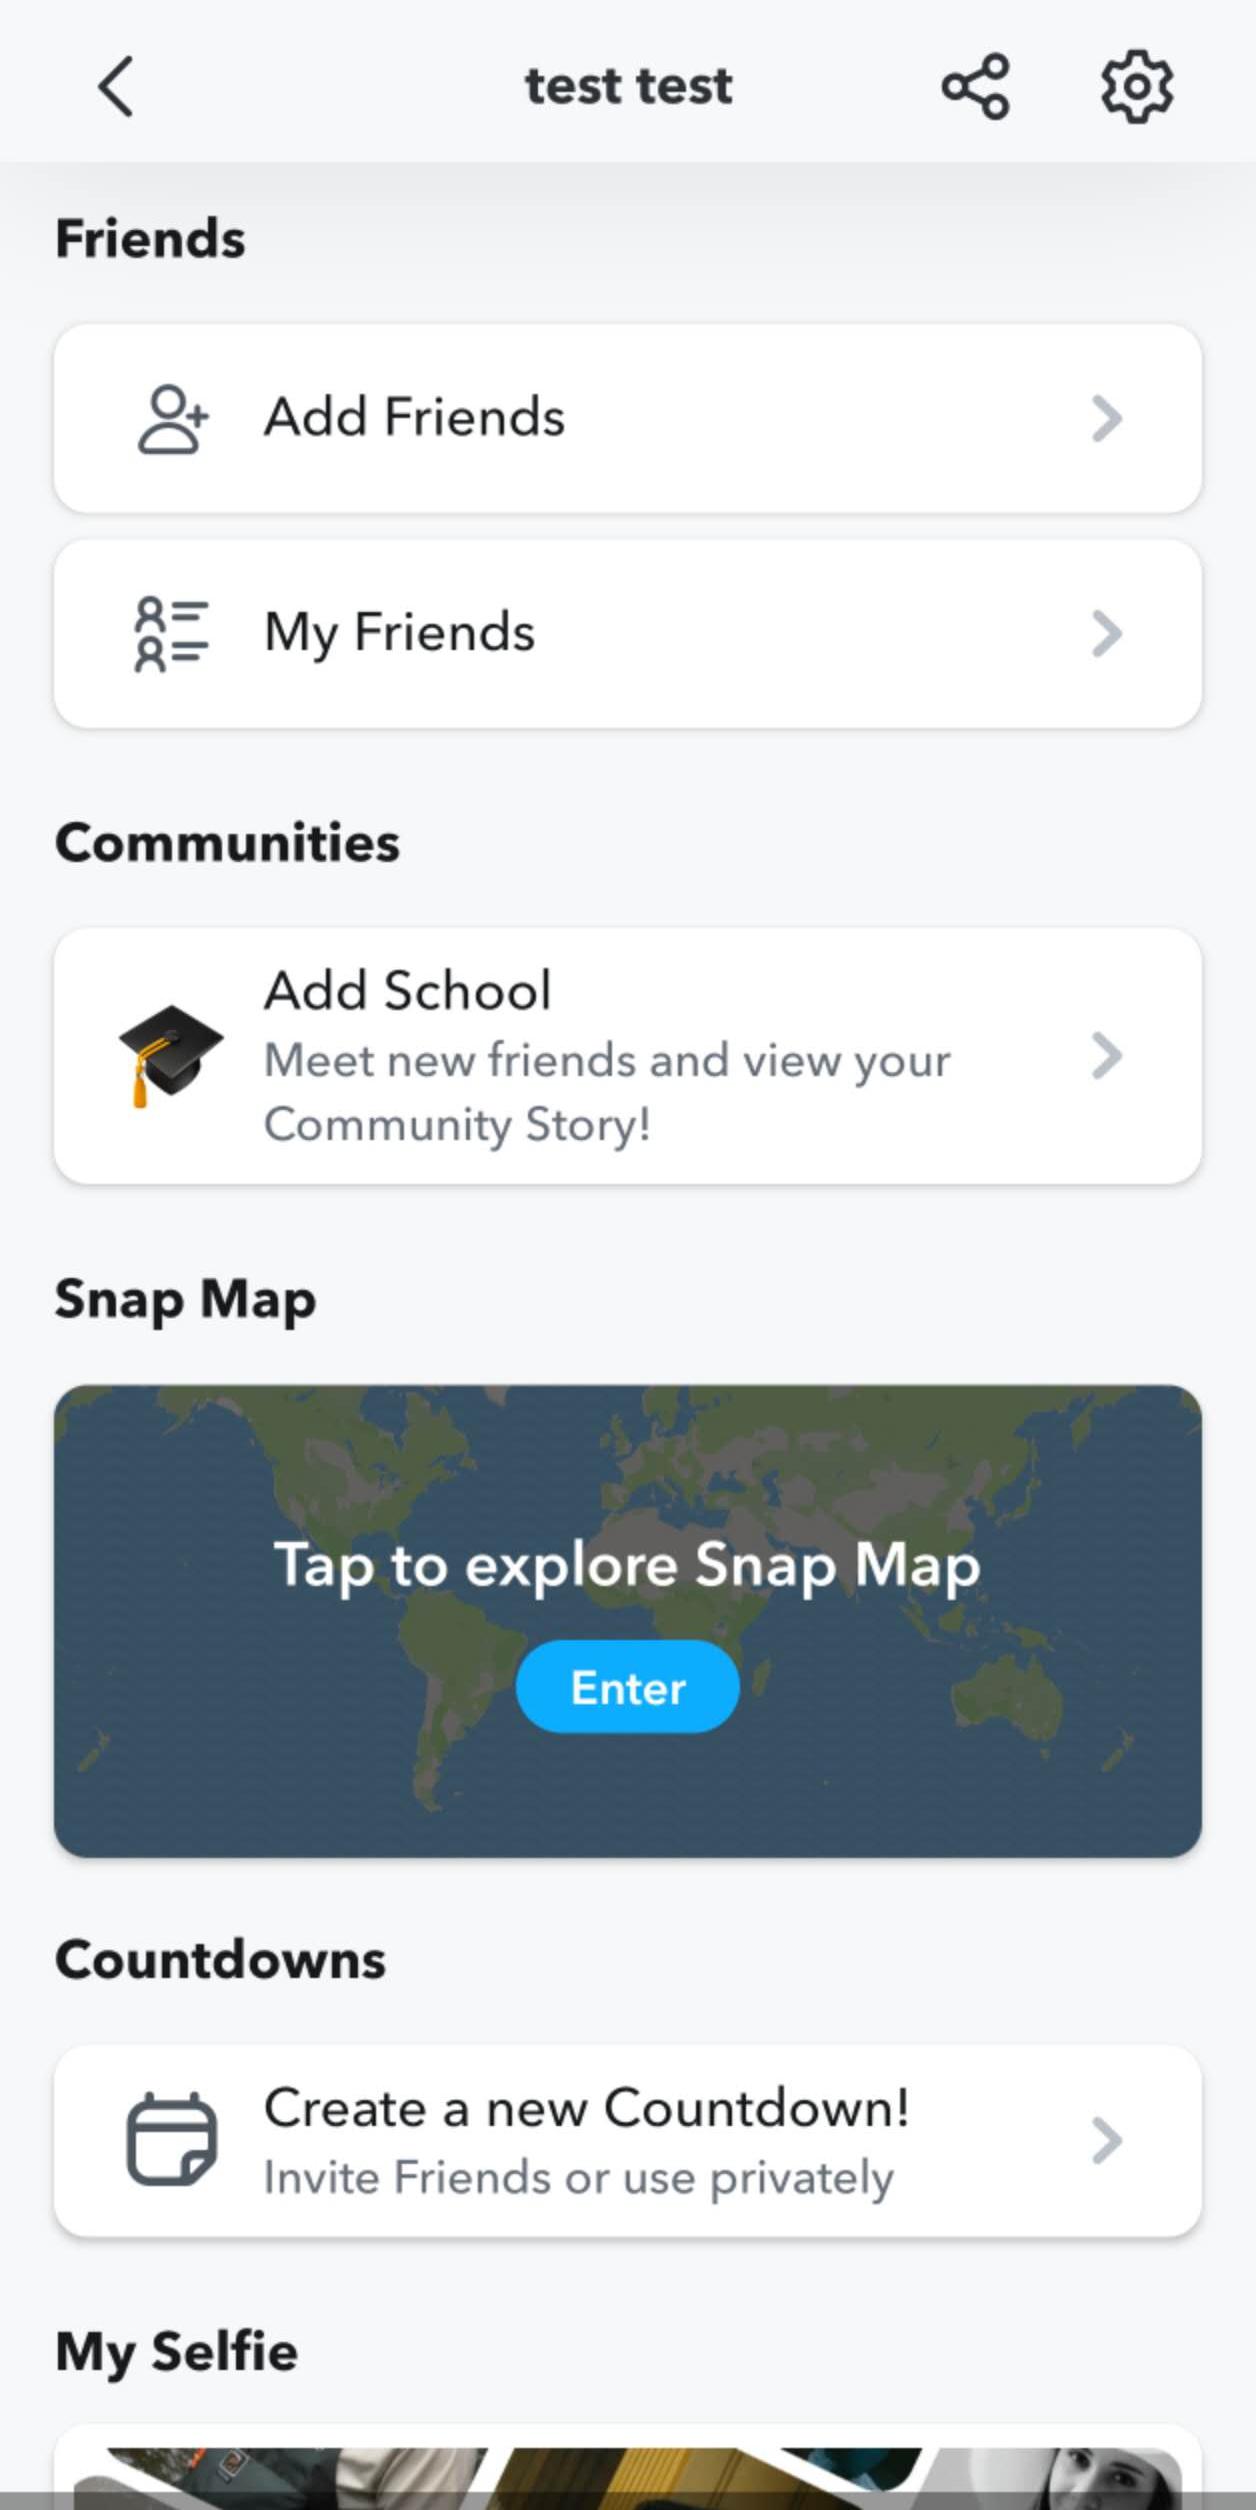 test test
Friends
Add Friends
My Friends
Communities
Add School
Meet new friends and view your
Community Story!
Snap Map
Tap to explore Snap Map
Enter
Countdowns
Create a new Countdown!
Invite Friends or use privately
My Selfie